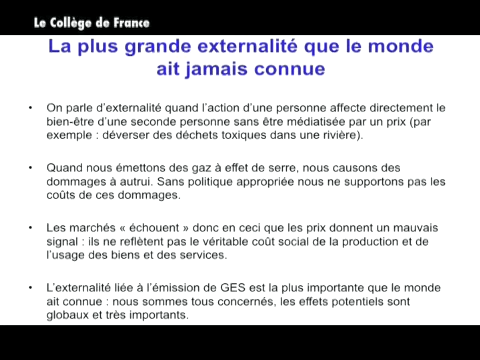 Le Collège de France
La plus grande externalité que le monde
ait jamais connue
• On parle d'externalité quand l'action d'une personne affecte directement le
bien-être d'une seconde personne sans être médiatisée par un prix (par
exemple : déverser des déchets toxiques dans une rivière).
• Quand nous émettons des gaz à effet de serre, nous causons des
dommages à autrui. Sans politique appropriée nous ne supportons pas les
coûts de ces dommages.
• Les marchés « échouent » donc en ceci que les prix donnent un mauvais
signal : ils ne reflètent pas le véritable coût social de la production et de
l'usage des biens et des services.
• L'externalité liée à l'émission de GES est la plus importante que le monde
ait connue : nous sommes tous concernés, les effets potentiels sont
globaux et très importants.